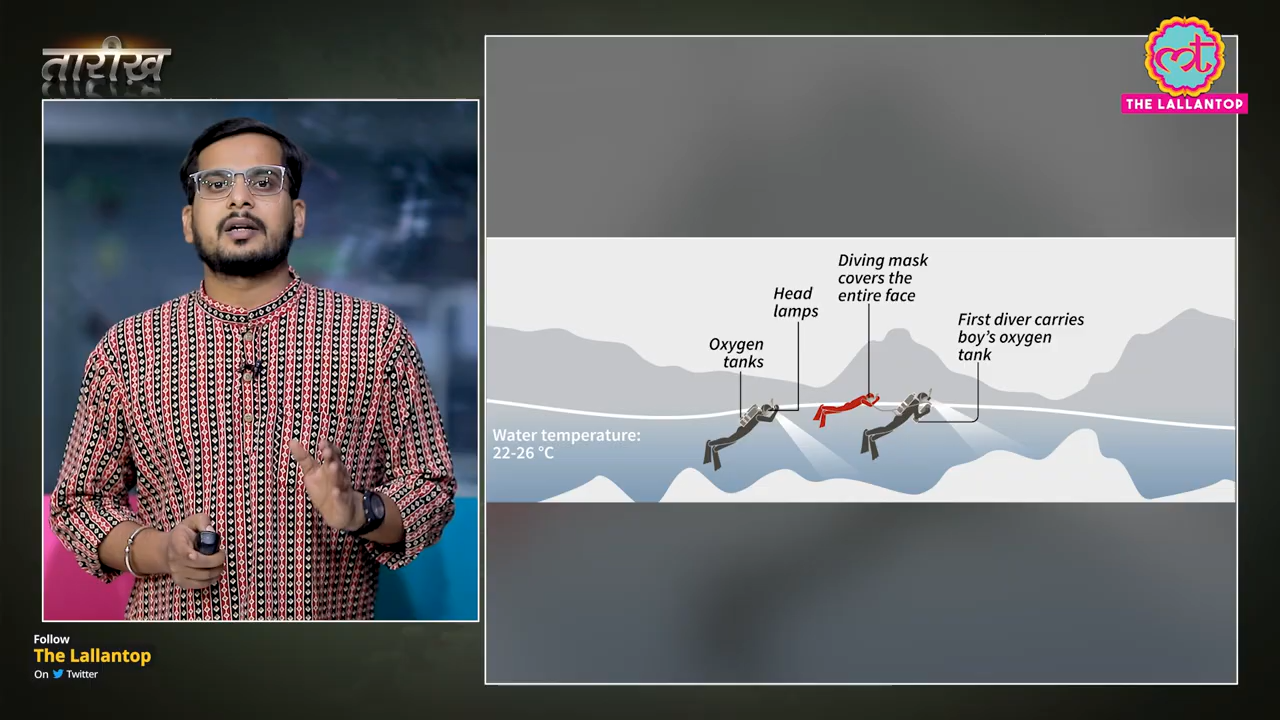 तारीख़
THE LALLANTOP
Diving mask
covers the
entire face
Head
lamps
First diver carries
boy's oxygen
tank
Oxygen
tanks
Water temperature:
22-26 °C
Follow
The Lallantop
On Twitter